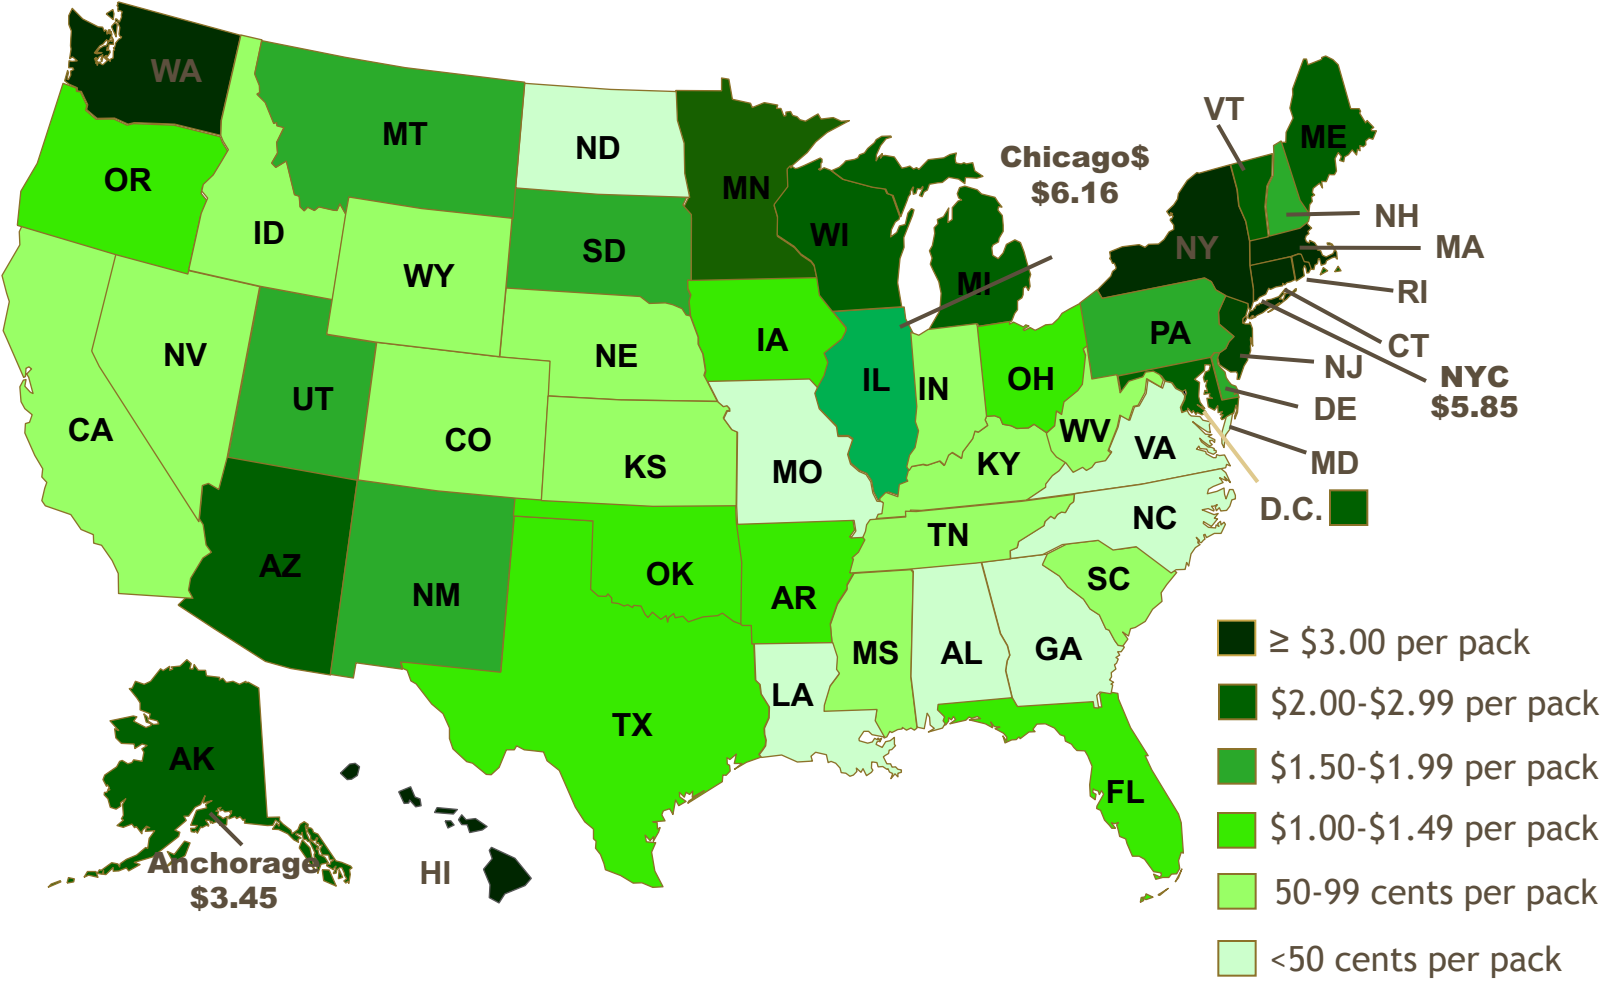 WA
MT
ND
MN
OR
ID
WY
SD
WI
MI
Chicago$
$6.16
VT
ME
NH
NY
MA
RI
CT
NJ
NYC
$5.85
DE
MD
D.C.
PA
NV
UT
CO
NE
IA
IL
IN
OH
WV
VA
CA
KS
MO
KY
NC
TN
SC
AZ
NM
OK
AR
MS
AL
GA
TX
LA
FL
AK
Anchorage
$3.45
HI
≥ $3.00 per pack
$2.00-$2.99 per pack
$1.50-$1.99 per pack
$1.00-$1.49 per pack
50-99 cents per pack
<50 cents per pack